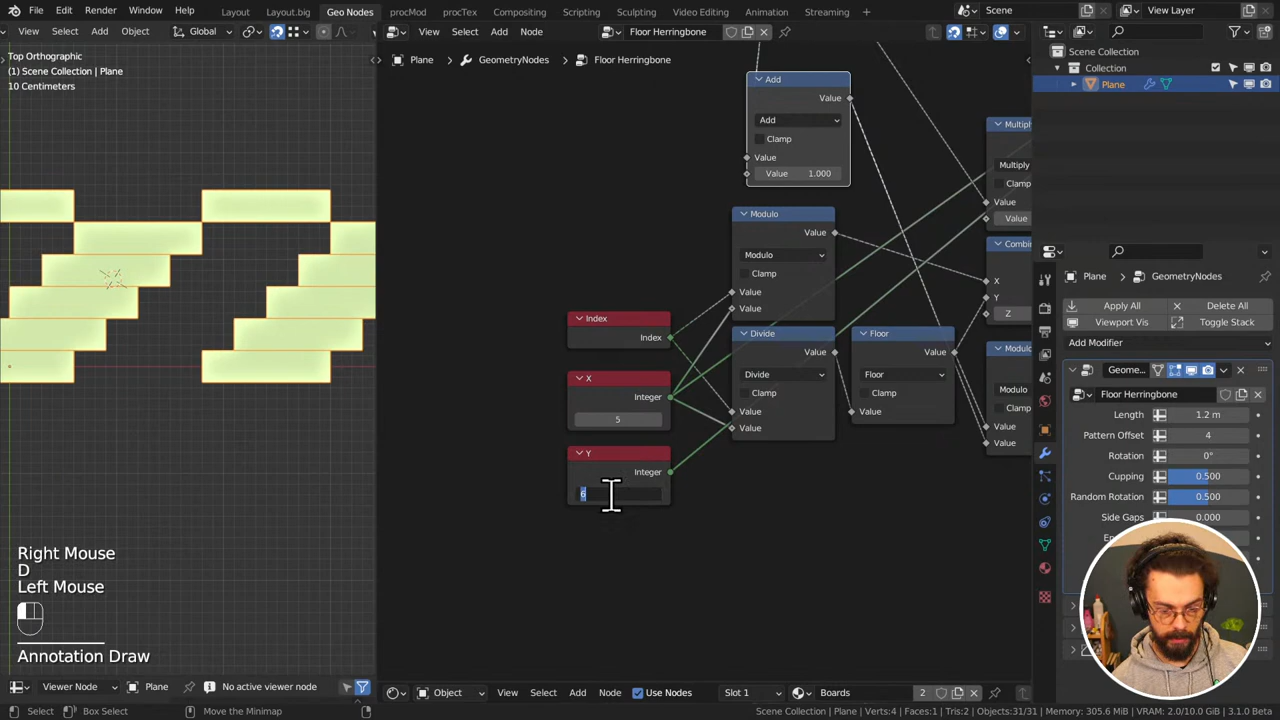 File Edit Render Window Help Layout Layout.big Geo Nodes procMod procTex Compositing Scripting Sculpting Video Editing Animation Streaming + Scene View Layer
View Select Add Object Global View Select Add Node Floor Herringbone
Top Orthographic
(1) Scene Collection | Plane
10 Centimeters
Plane GeometryNodes Floor Herringbone
Scene Collection
Collection
Plane
Add
Value
Add
Clamp
Value
Value 1.000
Multiply
Multiply
Clamp
Value
Value
Modulo
Value
Modulo
Clamp
Value
Value
Combin
X
Y
Z
Index
Index
Divide
Value
Divide
Clamp
Value
Value
Floor
Value
Floor
Clamp
Value
Modulo
Modulo
Clamp
Value
Value
X
Integer
5
Y
Integer
6
Plane GeometryNodes
Apply All Delete All
Viewport Vis Toggle Stack
Add Modifier
Geome...
Floor Herringbone
Length 1.2 m
Pattern Offset 4
Rotation 0°
Cupping 0.500
Random Rotation 0.500
Side Gaps 0.000
Right Mouse
D
Left Mouse
Annotation Draw
Viewer Node Plane No active viewer node Object View Select Add Node Use Nodes Slot 1 Boards 2
Select Box Select Move the Minimap Scene Collection | Plane | Verts:4 | Faces:1 | Tris:2 | Objects:31/31 | Memory: 305.6 MiB | VRAM: 2.0/10.0 GiB | 3.1.0 Beta